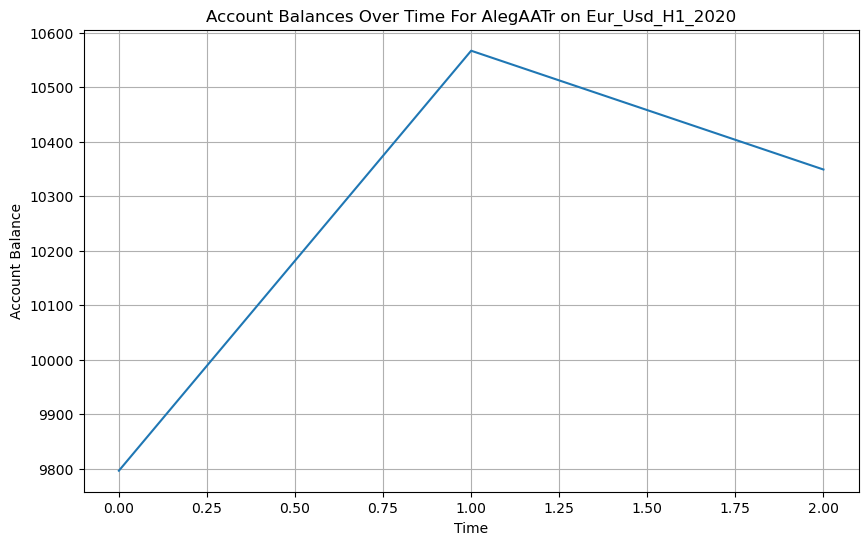 Account Balances Over Time For AlegAATr on Eur_Usd_H1_2020
Account Balance
10600
10500
10400
10300
10200
10100
10000
9900
9800
0.00 0.25 0.50 0.75 1.00 1.25 1.50 1.75 2.00
Time